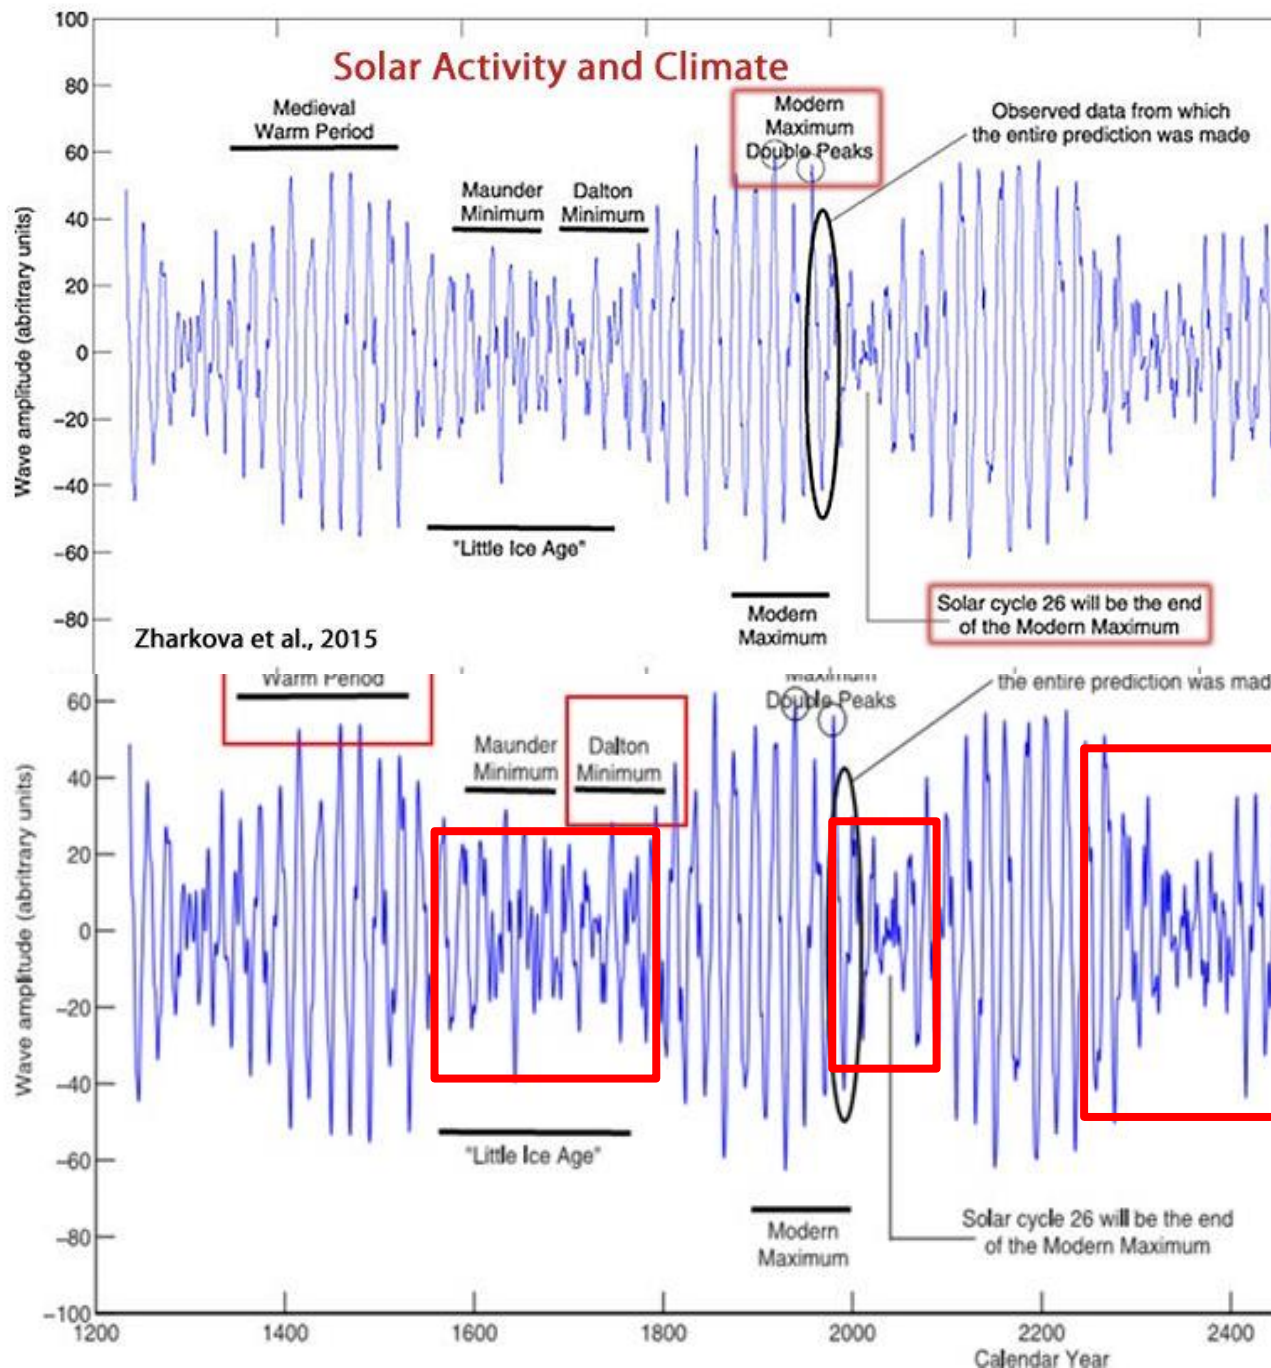 Solar Activity and Climate
100
80
60
40
20
0
−20
−40
−60
−80
Wave amplitude (abritrary units)
Medieval
Warm Period
Maunder
Minimum
Dalton
Minimum
Modern
Maximum
Double Peaks
Observed data from which
the entire prediction was made
"Little Ice Age"
Modern
Maximum
Solar cycle 26 will be the end
of the Modern Maximum
Zharkova et al., 2015
60
40
20
0
−20
−40
−60
−80
−100
Wave amplitude (abritrary units)
Warm Period
Maunder
Minimum
Dalton
Minimum
Maximum
Double Peaks
the entire prediction was mad
"Little Ice Age"
Modern
Maximum
Solar cycle 26 will be the end
of the Modern Maximum
1200
1400
1600
1800
2000
2200
2400
Calendar Year